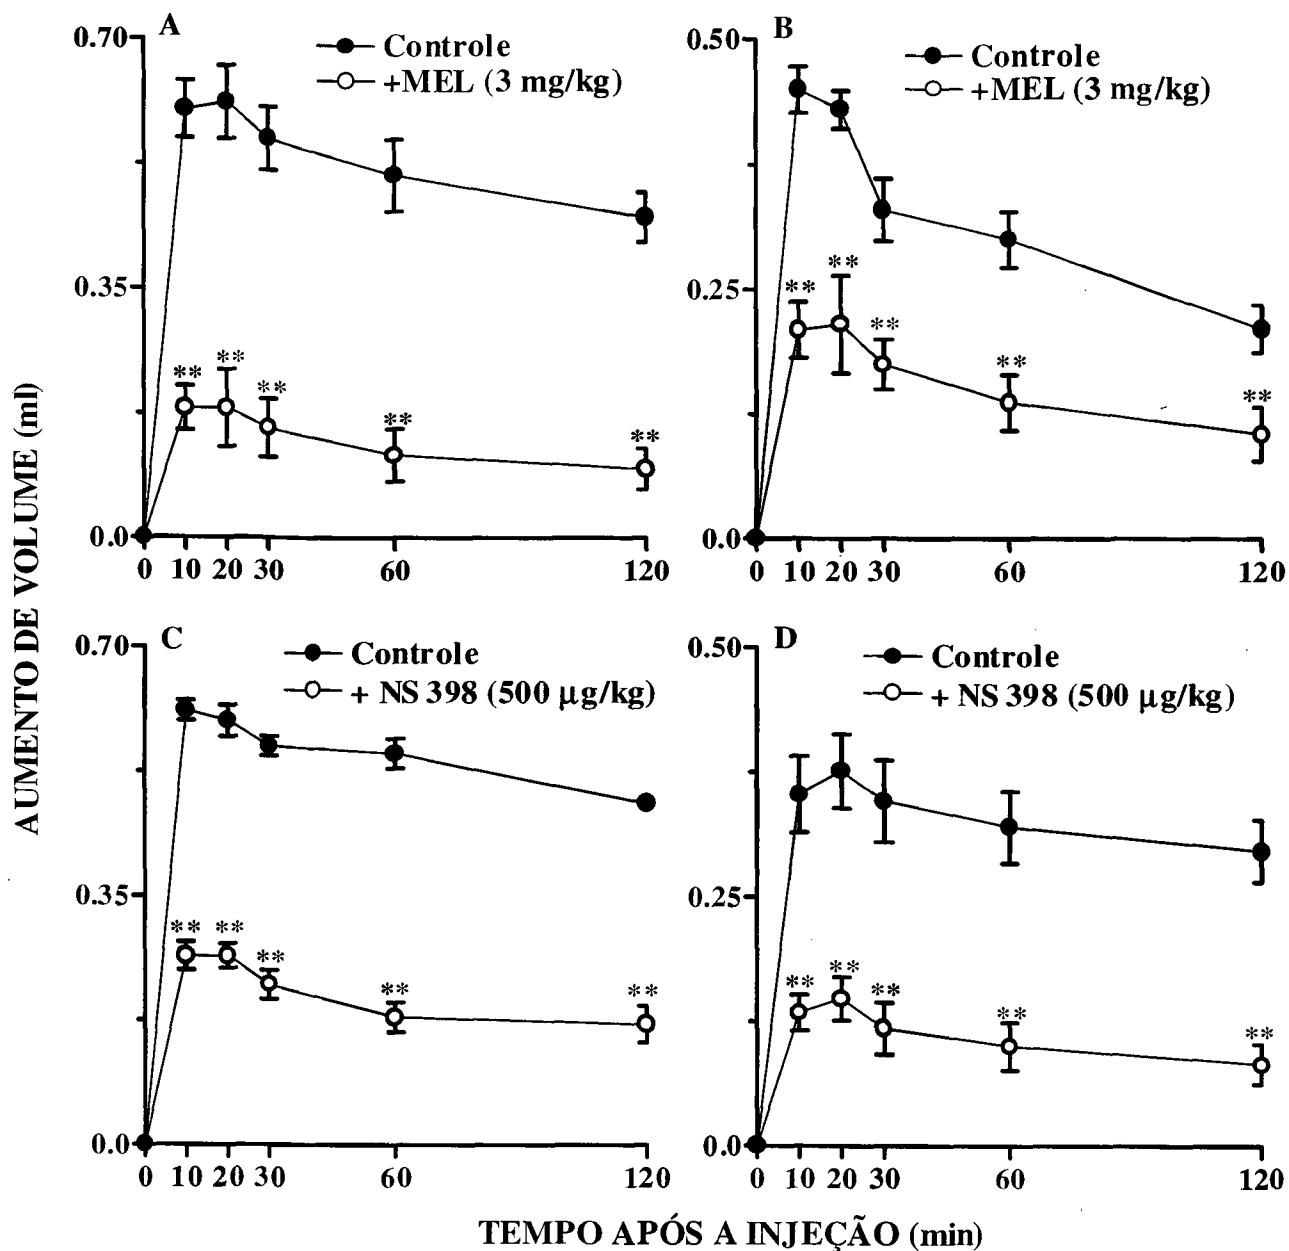 A
0.70
Controle
+MEL (3 mg/kg)
0.35
** ** ** ** **
0.0
0 10 20 30 60 120
B
0.50
Controle
+MEL (3 mg/kg)
0.25
** ** ** ** **
0.0
0 10 20 30 60 120
AUMENTO DE VOLUME (ml)
C
0.70
Controle
+ NS 398 (500 µg/kg)
0.35
** ** ** ** **
0.0
0 10 20 30 60 120
D
0.50
Controle
+ NS 398 (500 µg/kg)
0.25
** ** ** ** **
0.0
0 10 20 30 60 120
TEMPO APÓS A INJEÇÃO (min)